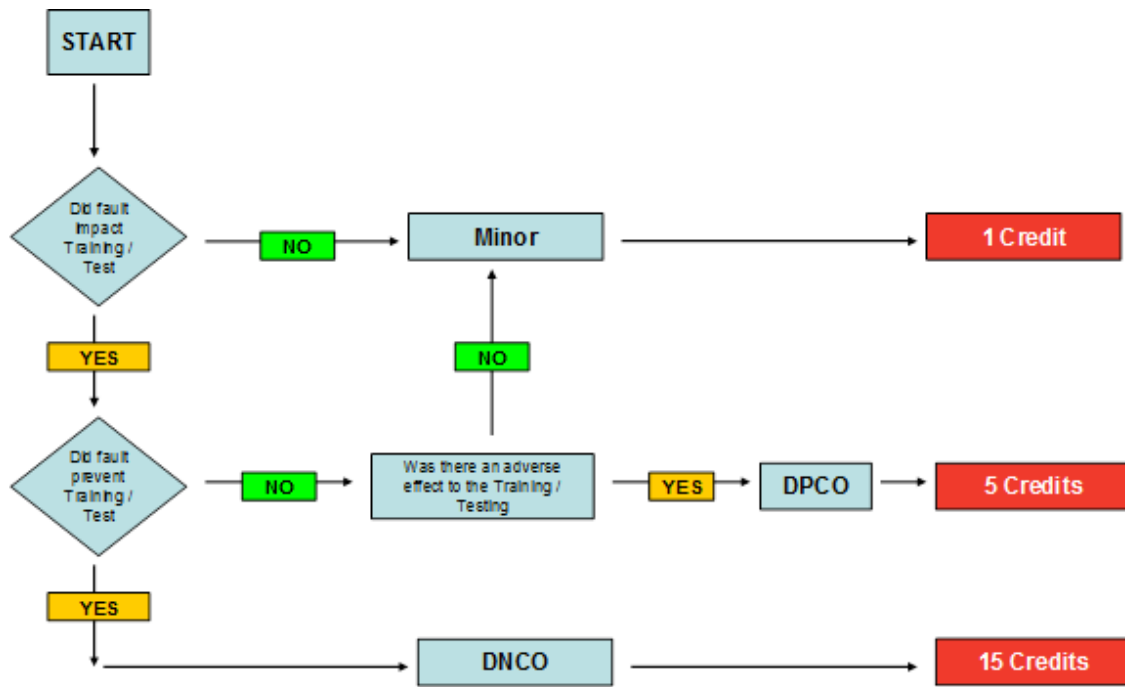 START
Did fault
Impact
Training /
Test
NO
Minor
1 Credit
YES
NO
Did fault
prevent
Training /
Test
NO
Was there an adverse
effect to the Training /
Testing
YES
DPCO
5 Credits
YES
DNCO
15 Credits